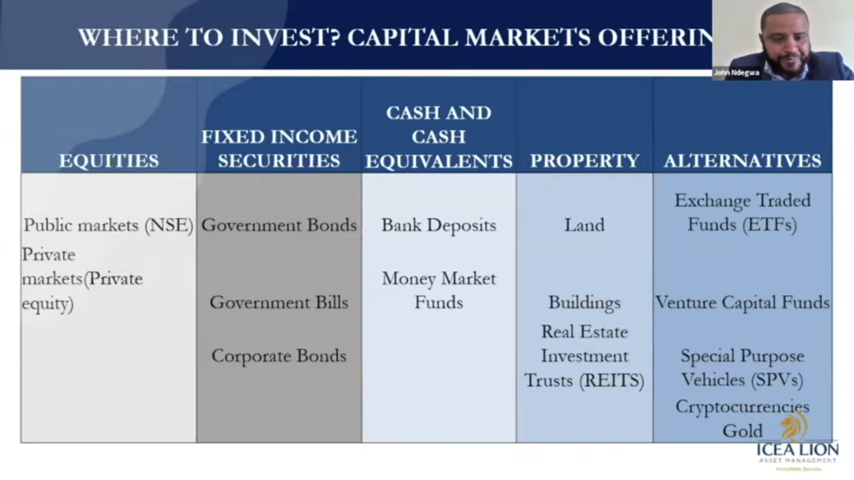 WHERE TO INVEST? CAPITAL MARKETS OFFERIN
John Ndegwa
EQUITIES
FIXED INCOME
SECURITIES
CASH AND
CASH
EQUIVALENTS
PROPERTY
ALTERNATIVES
Public markets (NSE)
Private
markets(Private
equity)
Government Bonds
Government Bills
Corporate Bonds
Bank Deposits
Money Market
Funds
Land
Buildings
Real Estate
Investment
Trusts (REITS)
Exchange Traded
Funds (ETFs)
Venture Capital Funds
Special Purpose
Vehicles (SPVs)
Cryptocurrencies
Gold
ICEA LION
ASSET MANAGEMENT